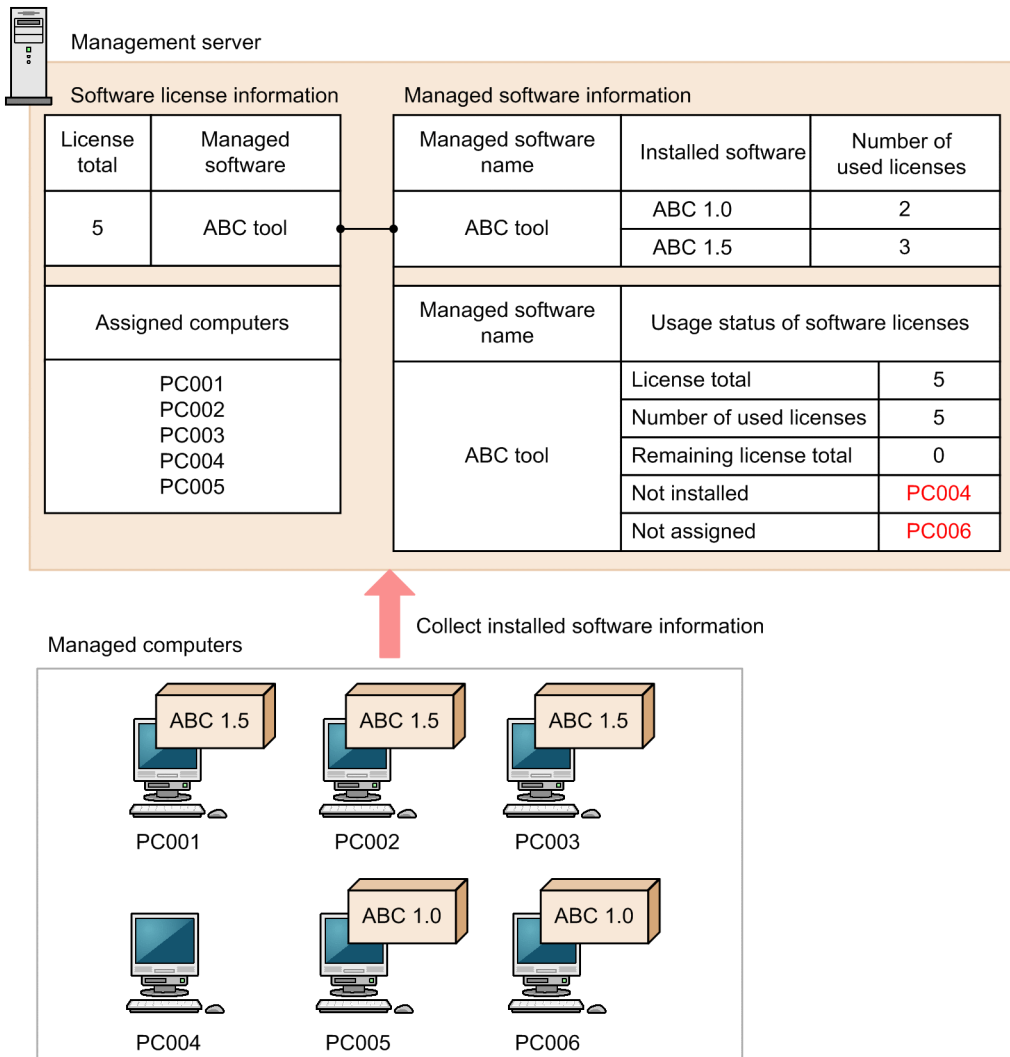 Management server
Software license information
Managed software information
License
total
Managed
software
5
ABC tool
Assigned computers
PC001
PC002
PC003
PC004
PC005
Managed software
name
Installed software
Number of
used licenses
ABC tool
ABC 1.0
2
ABC 1.5
3
Managed software
name
Usage status of software licenses
ABC tool
License total
5
Number of used licenses
5
Remaining license total
0
Not installed
PC004
Not assigned
PC006
Collect installed software information
Managed computers
ABC 1.5
ABC 1.5
ABC 1.5
PC001
PC002
PC003
ABC 1.0
ABC 1.0
PC004
PC005
PC006